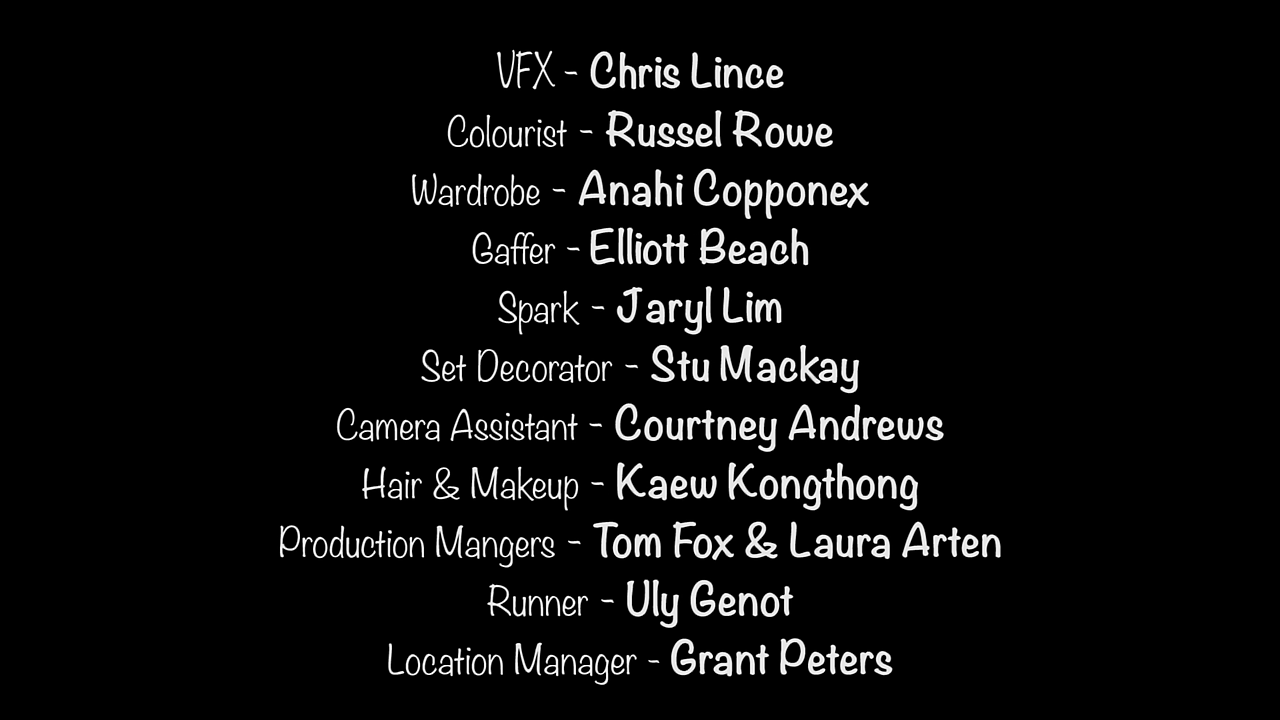 VFX - Chris Lince
Colourist - Russel Rowe
Wardrobe - Anahi Copponex
Gaffer - Elliott Beach
Spark - Jaryl Lim
Set Decorator - Stu Mackay
Camera Assistant - Courtney Andrews
Hair & Makeup - Kaew Kongthong
Production Mangers - Tom Fox & Laura Arten
Runner - Uly Genot
Location Manager - Grant Peters